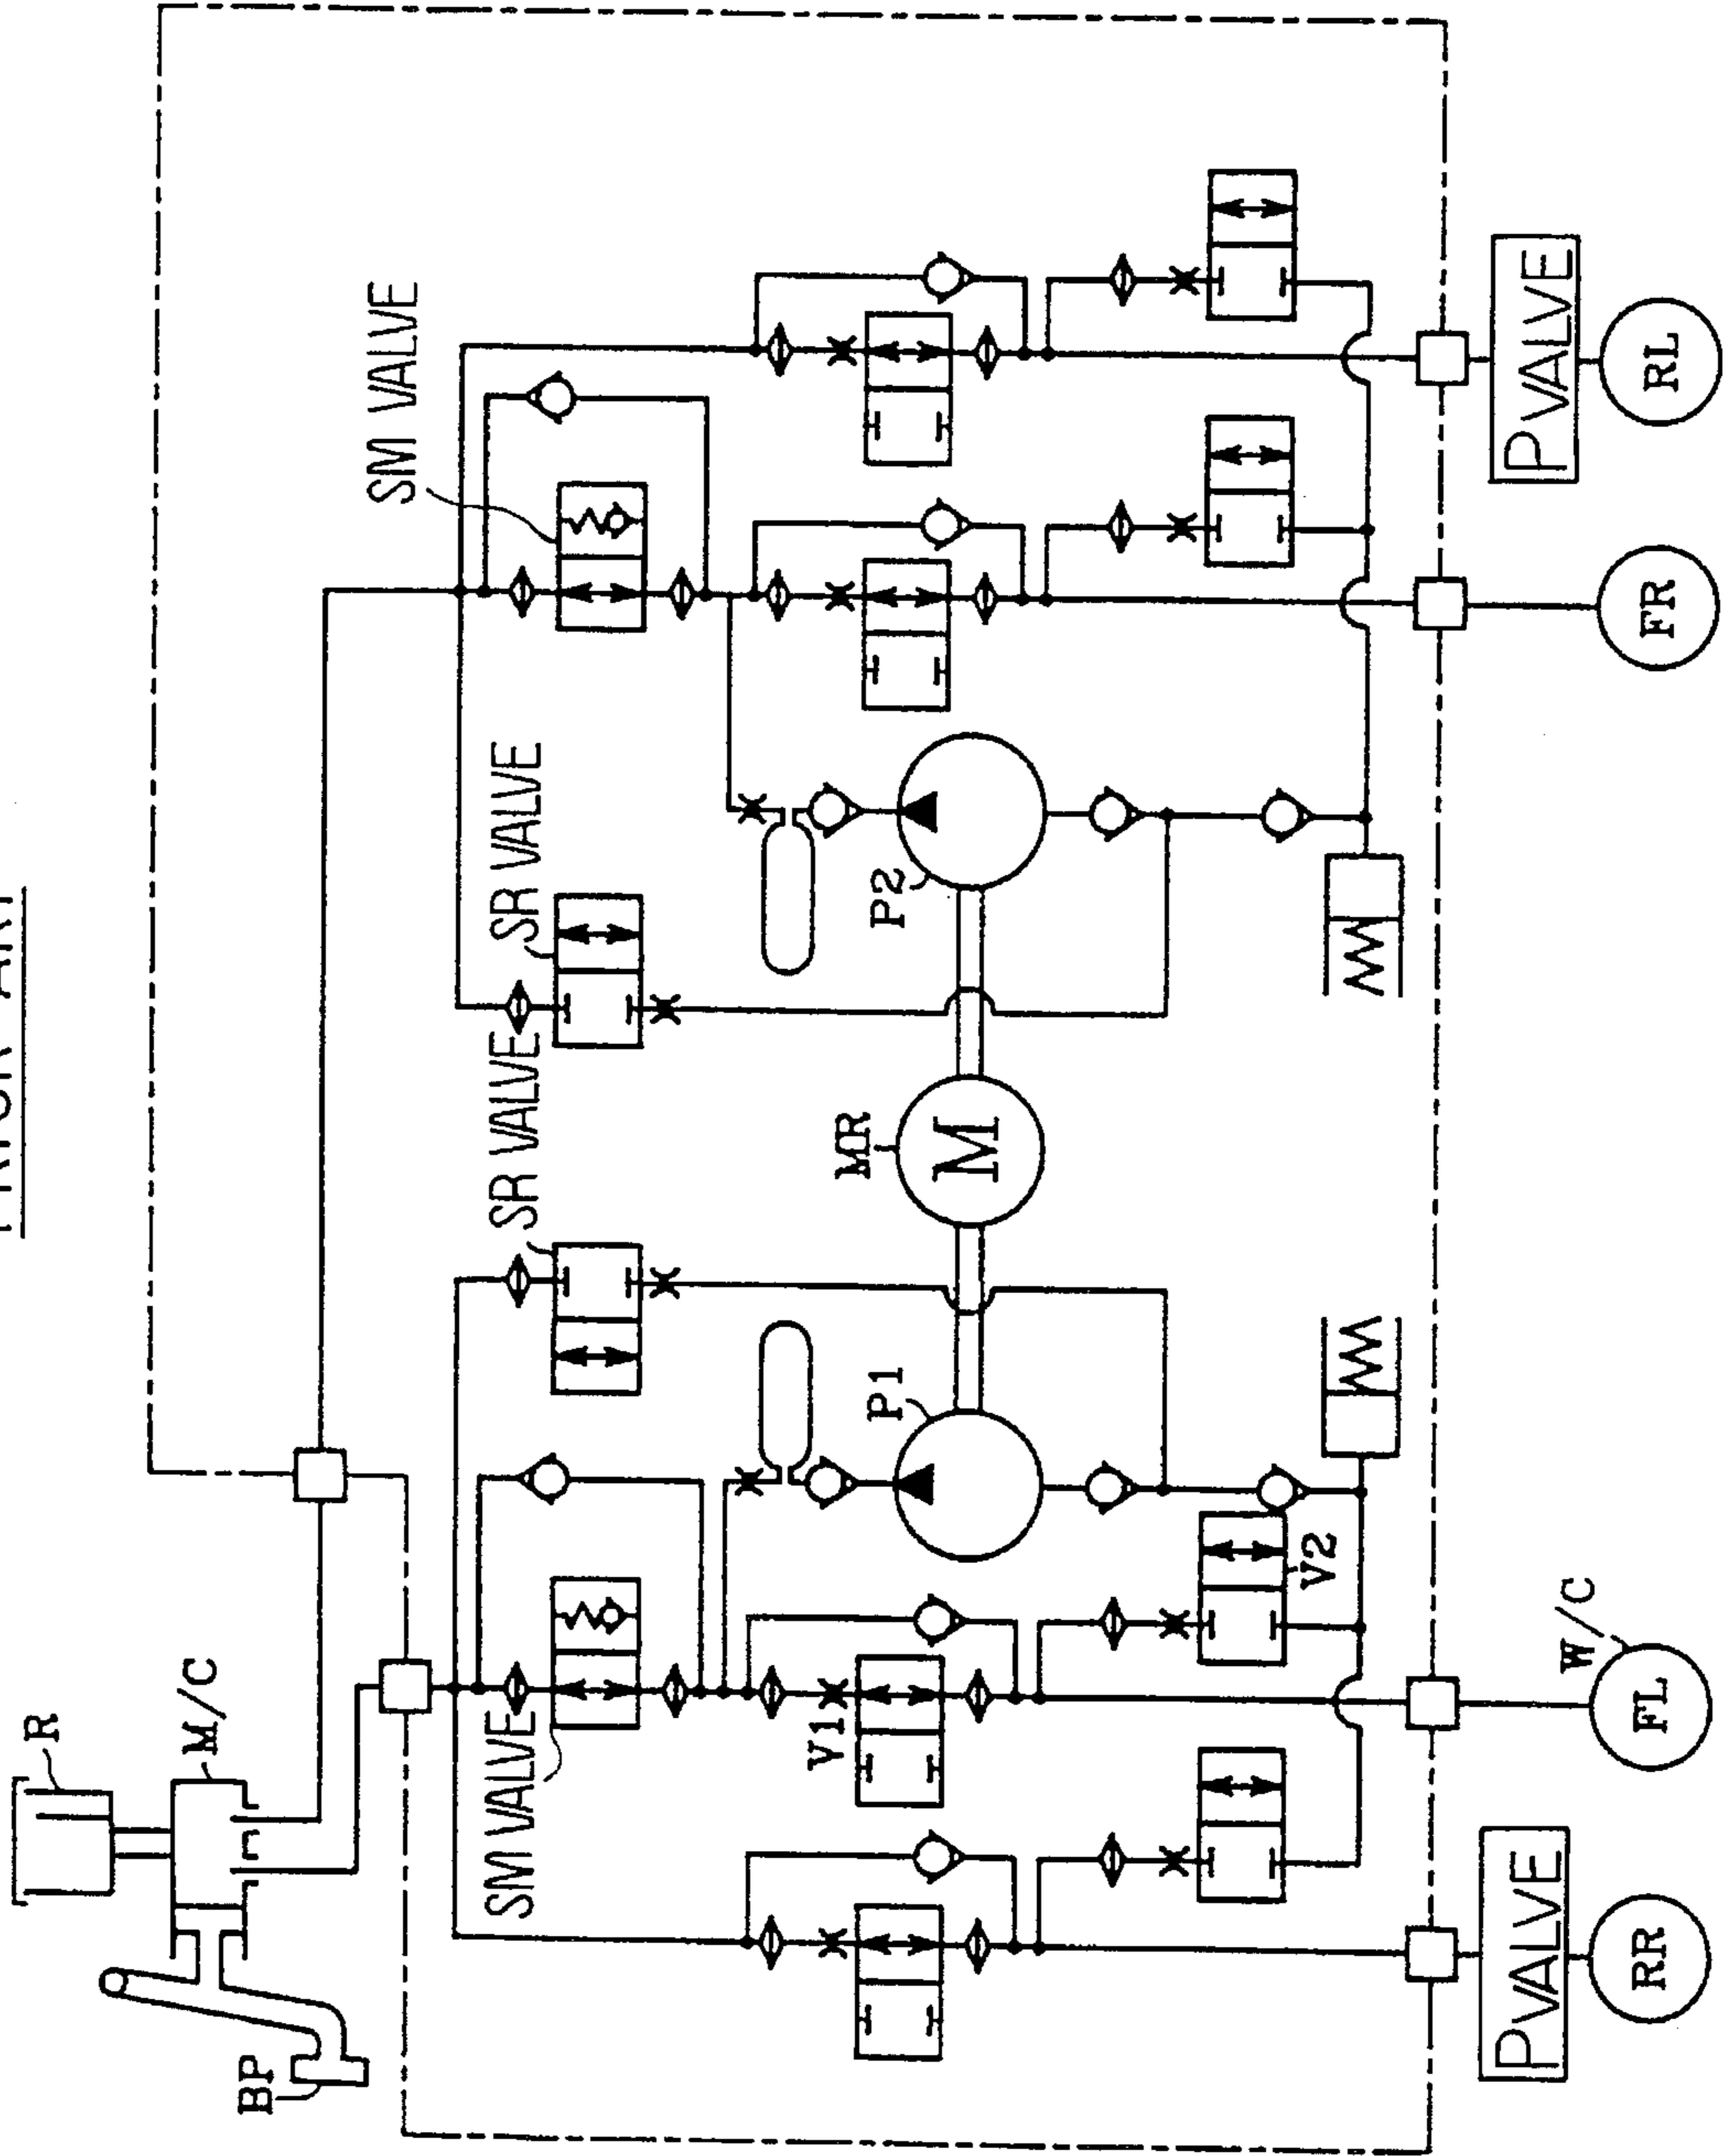 PRIOR ART
R
M/C
BP
SM VALVE
SR VALVE
SR VALVE
SM VALVE
V1
P1
MR
M
P2
V2
W/C
P VALVE
RR
FL
FR
P VALVE
RL